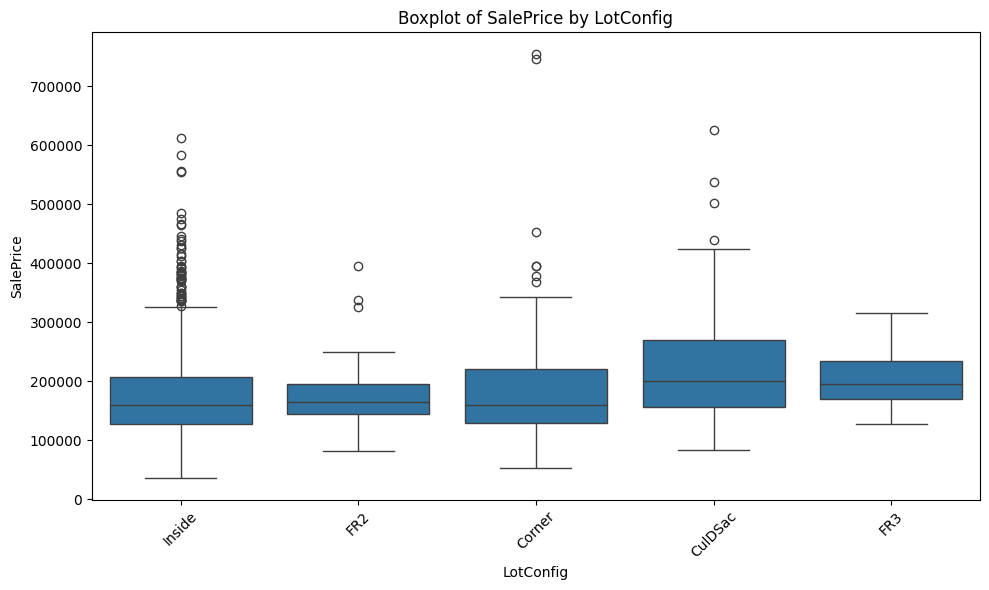 Boxplot of SalePrice by LotConfig
SalePrice
700000
600000
500000
400000
300000
200000
100000
0
Inside
FR2
Corner
CulDSac
FR3
LotConfig